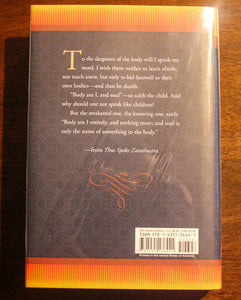 To the despisers of the body will I speak my
word. I wish them neither to learn afresh,
nor teach anew, but only to bid farewell to their
own bodies—and thus be dumb.
"Body am I, and soul"—so saith the child. And
why should one not speak like children?
But the awakened one, the knowing one, saith:
"Body am I entirely, and nothing more; and soul is
only the name of something in the body."
—from Thus Spoke Zarathustra
Printed in the United States of America